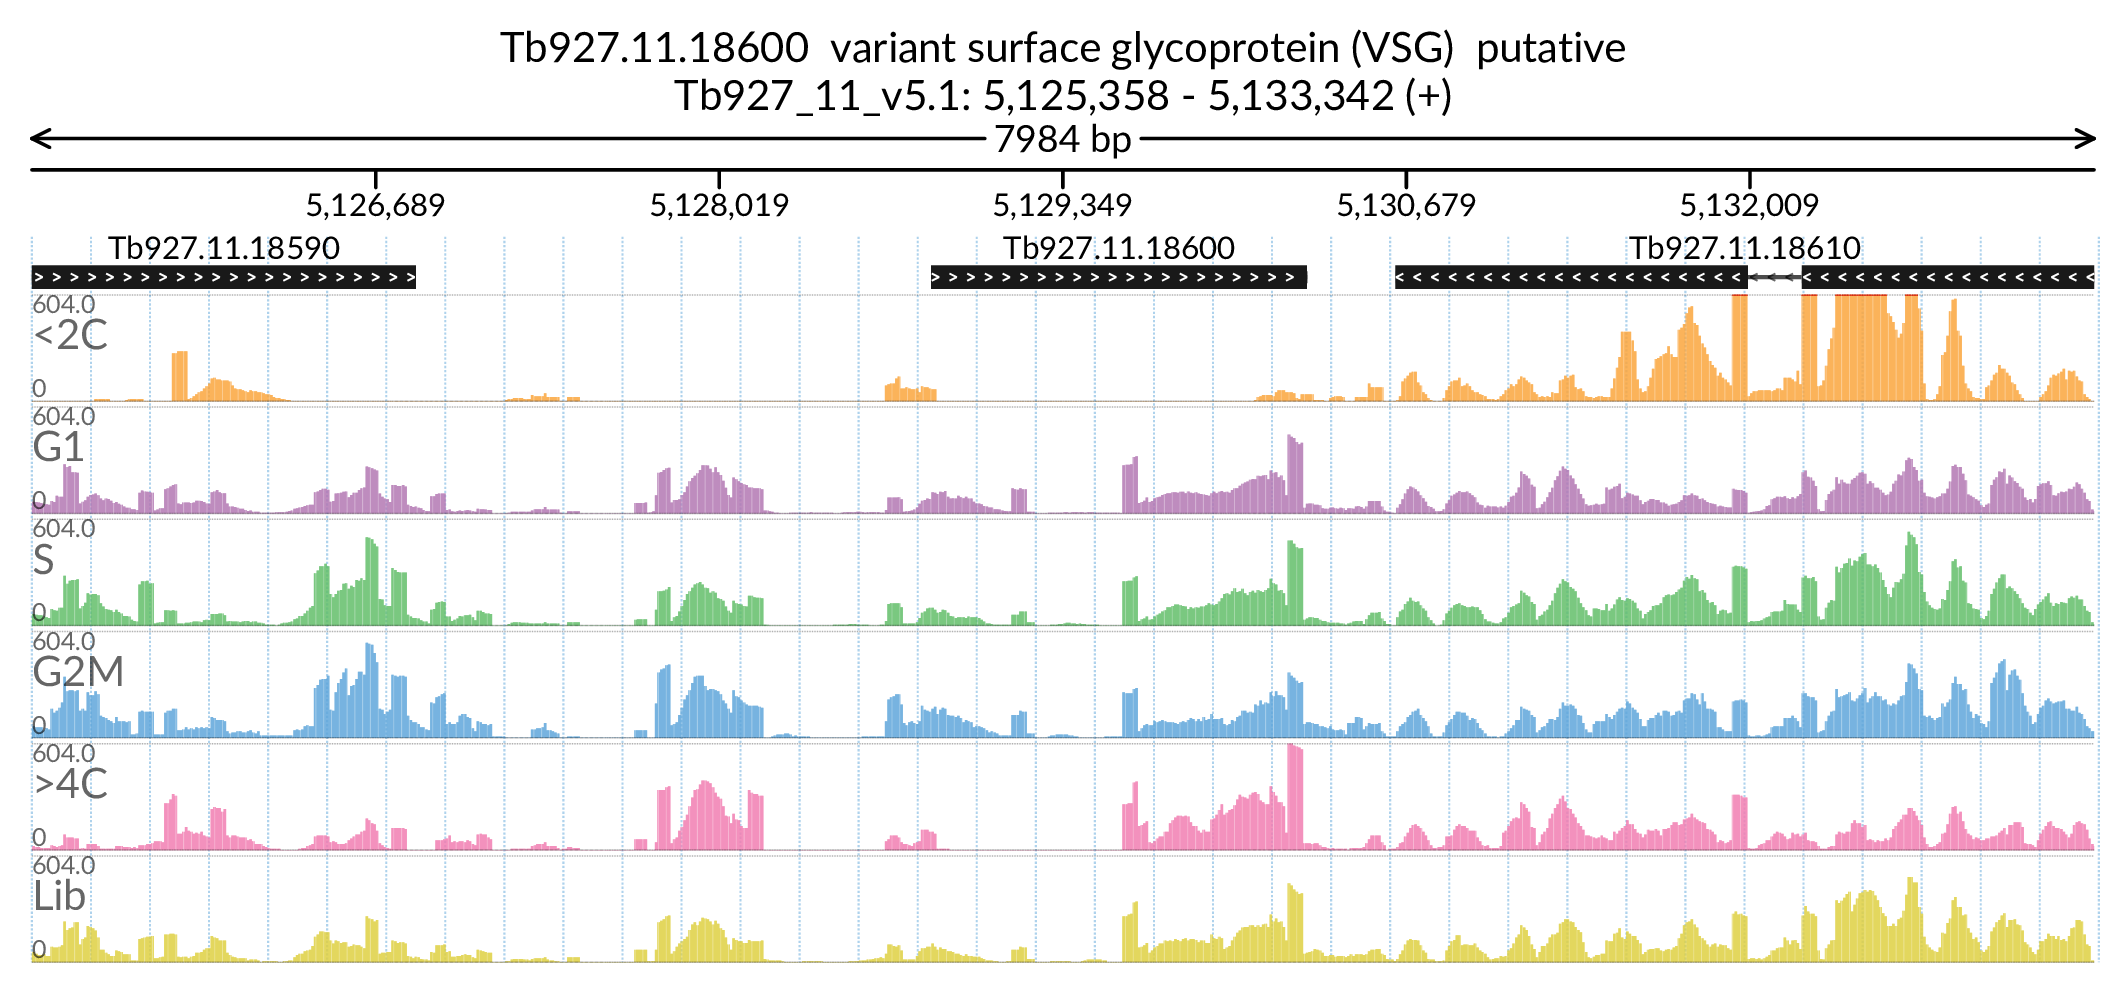 Tb927.11.18600 variant surface glycoprotein (VSG) putative
Tb927_11_v5.1: 5,125,358 - 5,133,342 (+)
7984 bp
5,126,689 5,128,019 5,129,349 5,130,679 5,132,009
Tb927.11.18590 Tb927.11.18600 Tb927.11.18610
604.0
<2C
0
604.0
G1
0
604.0
S
0
604.0
G2M
0
604.0
>4C
0
604.0
Lib
0